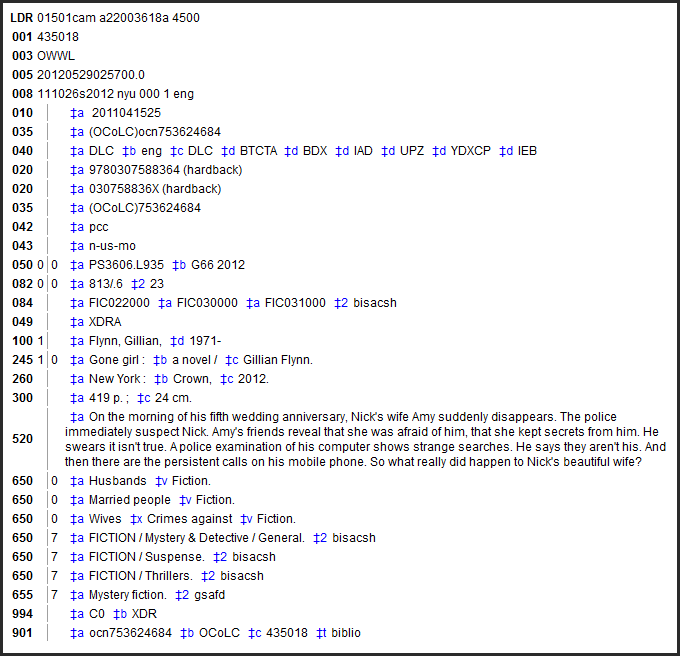 LDR 01501cam a22003618a 4500
001 435018
003 OWWL
005 20120529025700.0
008 111026s2012 nyu 000 1 eng
010 ‡a 2011041525
035 ‡a (OCoLC)ocn753624684
040 ‡a DLC ‡b eng ‡c DLC ‡d BTCTA ‡d BDX ‡d IAD ‡d UPZ ‡d YDXCP ‡d IEB
020 ‡a 9780307588364 (hardback)
020 ‡a 030758836X (hardback)
035 ‡a (OCoLC)753624684
042 ‡a pcc
043 ‡a n-us-mo
050 0 0 ‡a PS3606.L935 ‡b G66 2012
082 0 0 ‡a 813/.6 ‡2 23
084 ‡a FIC022000 ‡a FIC030000 ‡a FIC031000 ‡2 bisacsh
049 ‡a XDRA
100 1 ‡a Flynn, Gillian, ‡d 1971-
245 1 0 ‡a Gone girl : ‡b a novel / ‡c Gillian Flynn.
260 ‡a New York : ‡b Crown, ‡c 2012.
300 ‡a 419 p. ; ‡c 24 cm.
520 ‡a On the morning of his fifth wedding anniversary, Nick's wife Amy suddenly disappears. The police
immediately suspect Nick. Amy's friends reveal that she was afraid of him, that she kept secrets from him. He
swears it isn't true. A police examination of his computer shows strange searches. He says they aren't his. And
then there are the persistent calls on his mobile phone. So what really did happen to Nick's beautiful wife?
650 0 ‡a Husbands ‡v Fiction.
650 0 ‡a Married people ‡v Fiction.
650 0 ‡a Wives ‡x Crimes against ‡v Fiction.
650 7 ‡a FICTION / Mystery & Detective / General. ‡2 bisacsh
650 7 ‡a FICTION / Suspense. ‡2 bisacsh
650 7 ‡a FICTION / Thrillers. ‡2 bisacsh
655 7 ‡a Mystery fiction. ‡2 gsafd
994 ‡a C0 ‡b XDR
901 ‡a ocn753624684 ‡b OCoLC ‡c 435018 ‡t biblio